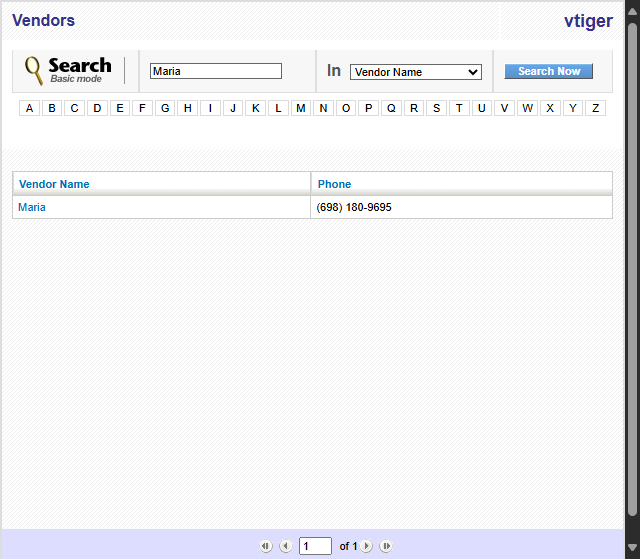 Vendors
vtiger
Search
Basic mode
Maria
In
Vendor Name
Search Now
A B C D E F G H I J K L M N O P Q R S T U V W X Y Z
Vendor Name Phone
Maria (698) 180-9695
1 of 1